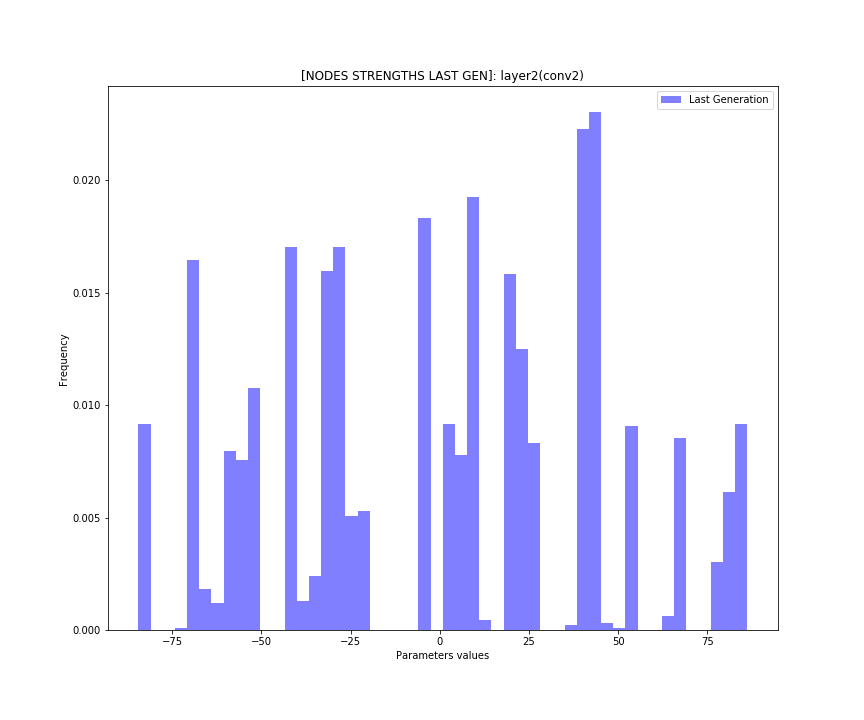 [NODES STRENGTHS LAST GEN]: layer2(conv2)
Last Generation
0.020
0.015
0.010
0.005
0.000
Frequency
−75 −50 −25 0 25 50 75
Parameters values